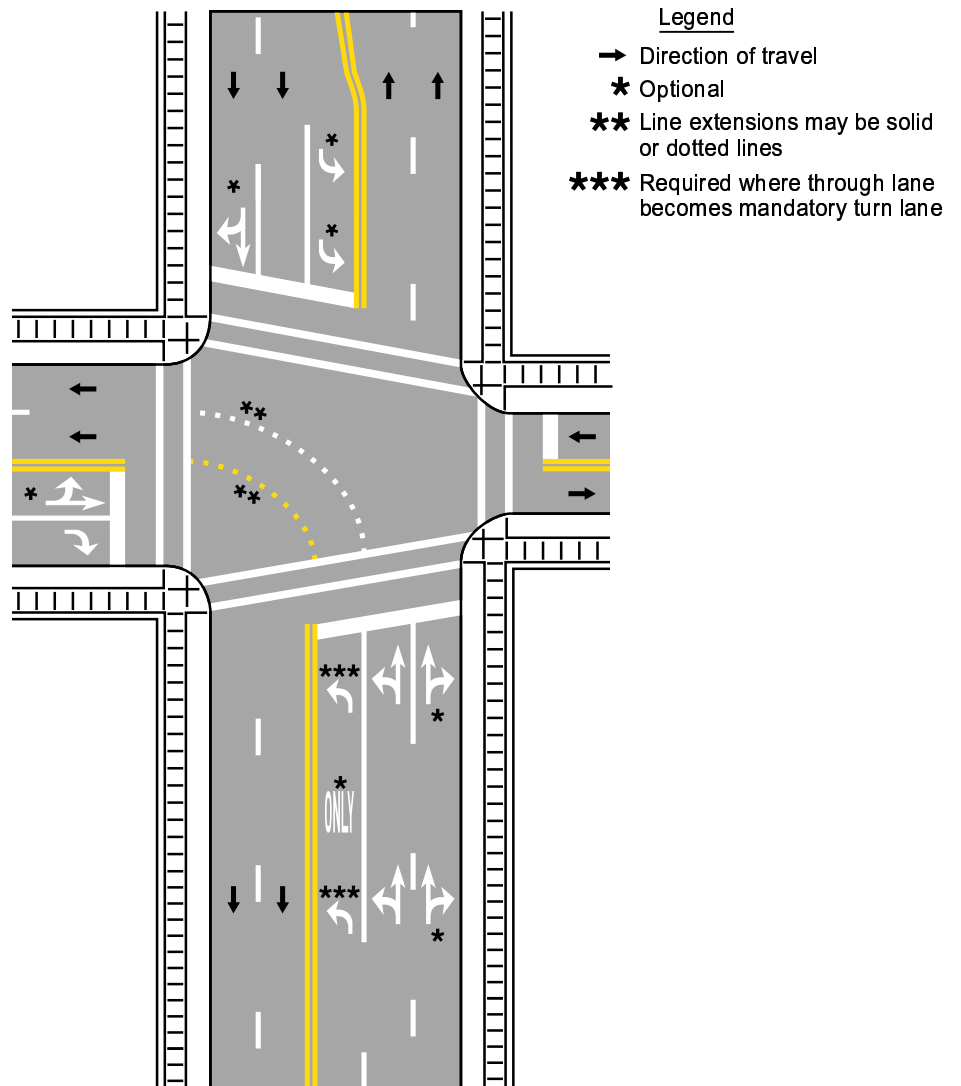 Legend
Direction of travel
* Optional
** Line extensions may be solid
or dotted lines
*** Required where through lane
becomes mandatory turn lane
*
*
*
**
**
*
***
*
*
ONLY
***
*